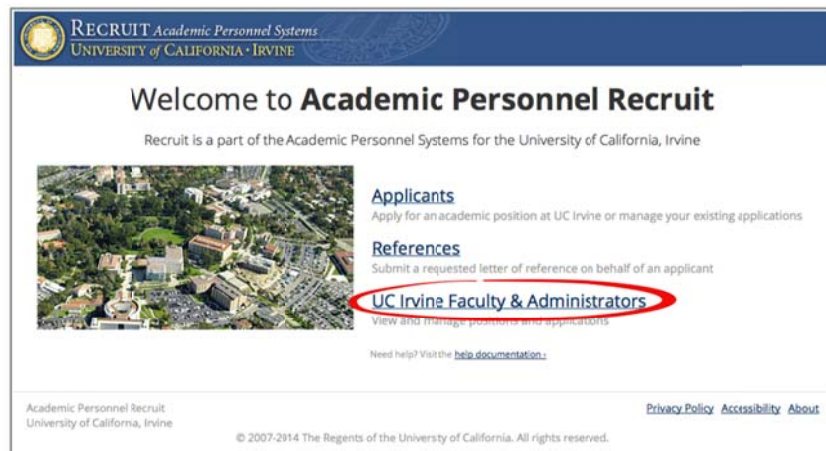 RECRUIT Academic Personnel Systems
UNIVERSITY of CALIFORNIA • IRVINE
Welcome to Academic Personnel Recruit
Recruit is a part of the Academic Personnel Systems for the University of California, Irvine
Applicants
Apply for an academic position at UC Irvine or manage your existing applications
References
Submit a requested letter of reference on behalf of an applicant
UC Irvine Faculty & Administrators
View and manage positions and applications
Need help? Visit the help documentation ›
Academic Personnel Recruit
University of California, Irvine
Privacy Policy Accessibility About
© 2007-2014 The Regents of the University of California. All rights reserved.